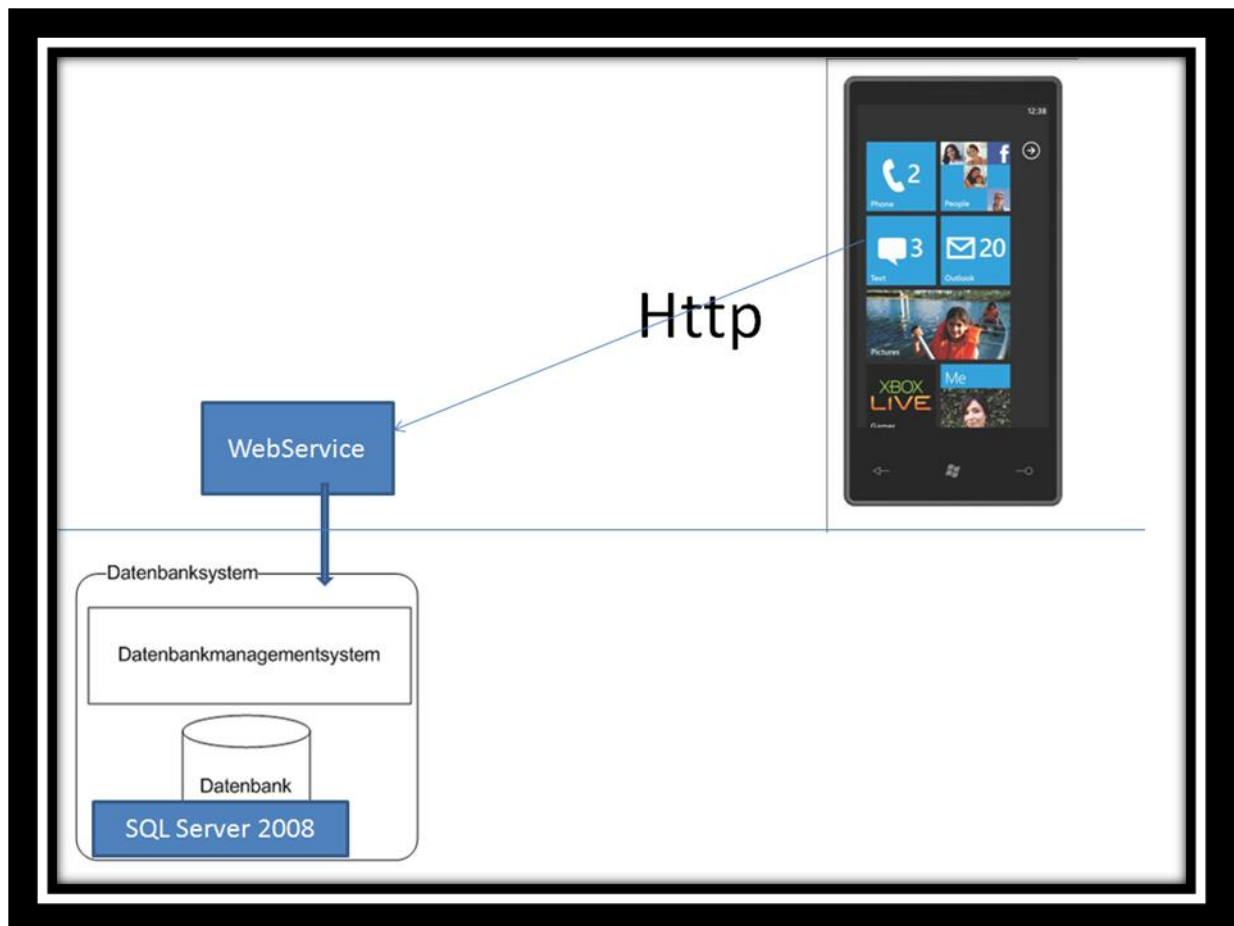 12:38
2
Phone
f
People
3
Text
20
Outlook
Http
Pictures
XBOX
LIVE
Games
Me
WebService
Datenbanksystem
Datenbankmanagementsystem
Datenbank
SQL Server 2008